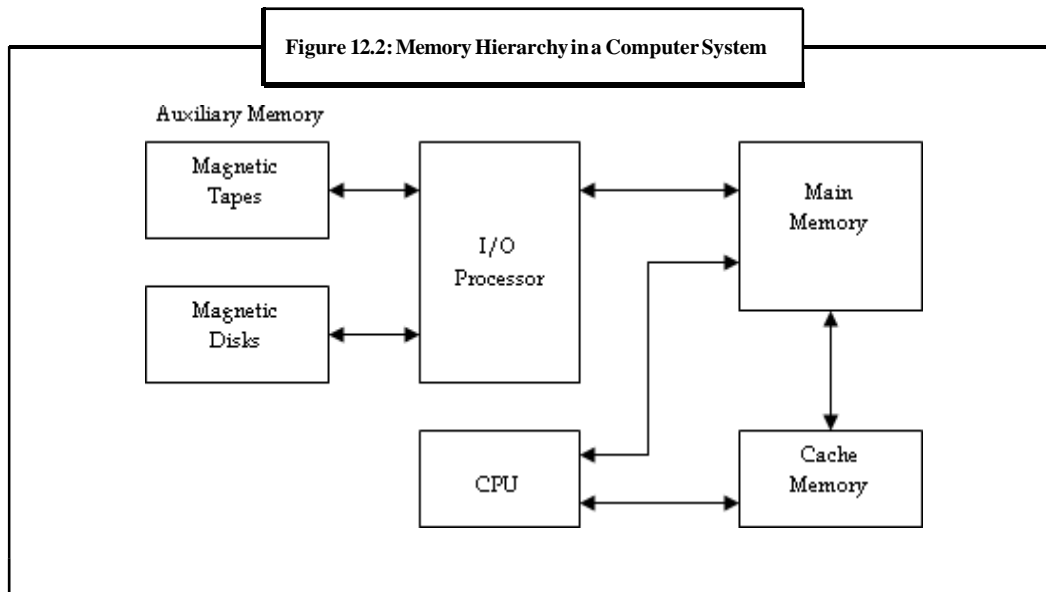 Figure 12.2: Memory Hierarchy in a Computer System
Auxiliary Memory
Magnetic
Tapes
I/O
Processor
Main
Memory
Magnetic
Disks
CPU
Cache
Memory